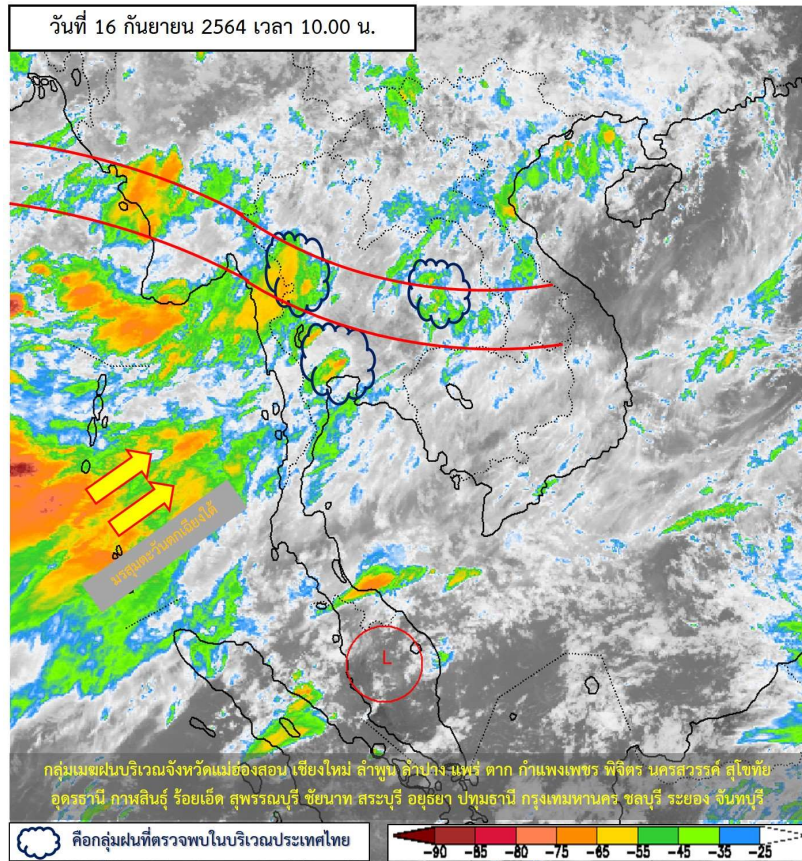 วันที่ 16 กันยายน 2564 เวลา 10.00 น.
มรสุมตะวันตกเฉียงใต้
L
กลุ่มเมฆฝนบริเวณจังหวัดแม่ฮ่องสอน เชียงใหม่ ลำพูน ลำปาง แพร่ ตาก กำแพงเพชร พิจิตร นครสวรรค์ สุโขทัย
อุดรธานี กาฬสินธุ์ ร้อยเอ็ด สุพรรณบุรี ชัยนาท สระบุรี อยุธยา ปทุมธานี กรุงเทมหานคร ชลบุรี ระยอง จันทบุรี
คือกลุ่มฝนที่ตรวจพบในบริเวณประเทศไทย
-90 -85 -80 -75 -65 -55 -45 -35 -25